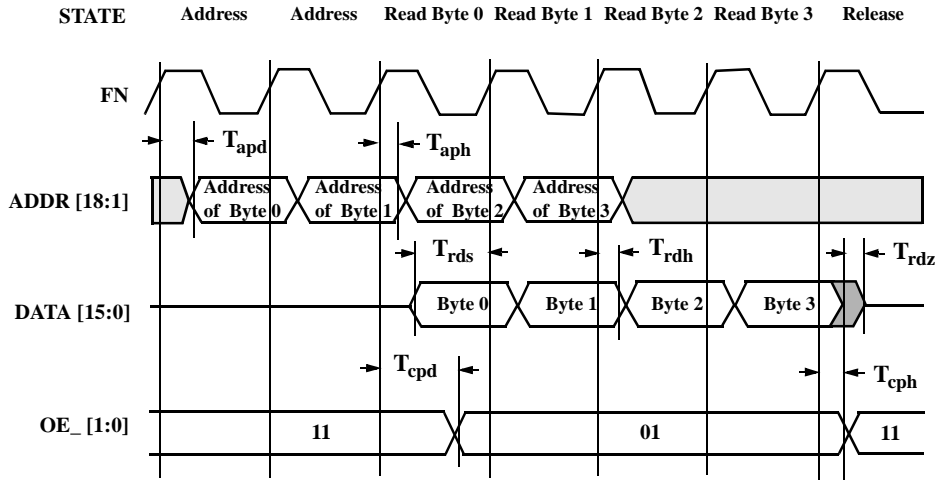 STATE Address Address Read Byte 0 Read Byte 1 Read Byte 2 Read Byte 3 Release
FN
Tapd Taph
ADDR [18:1] Address of Byte 0 Address of Byte 1 Address of Byte 2 Address of Byte 3
Trds Trdh Trdz
DATA [15:0] Byte 0 Byte 1 Byte 2 Byte 3
Tcpd Tcph
OE_ [1:0] 11 01 11